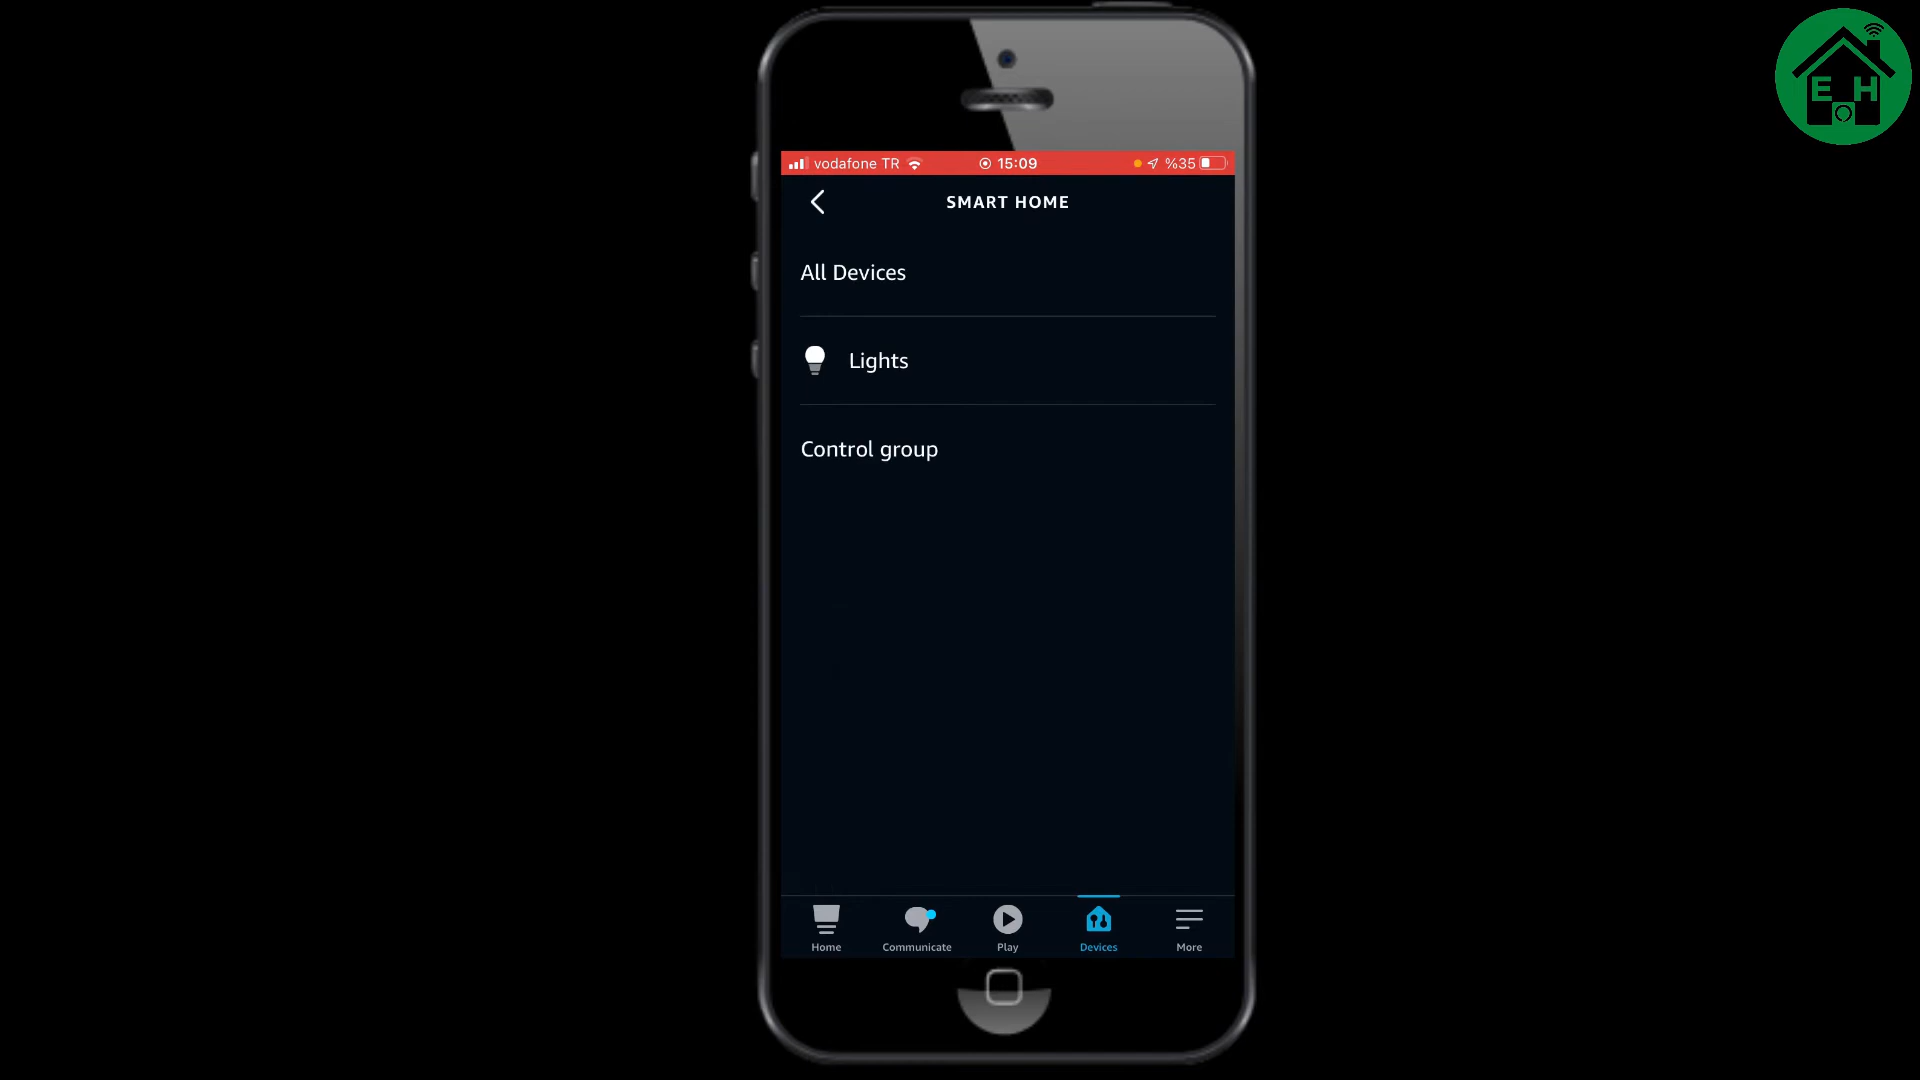 E H
vodafone TR 15:09 %35
SMART HOME
All Devices
Lights
Control group
Home Communicate Play Devices More